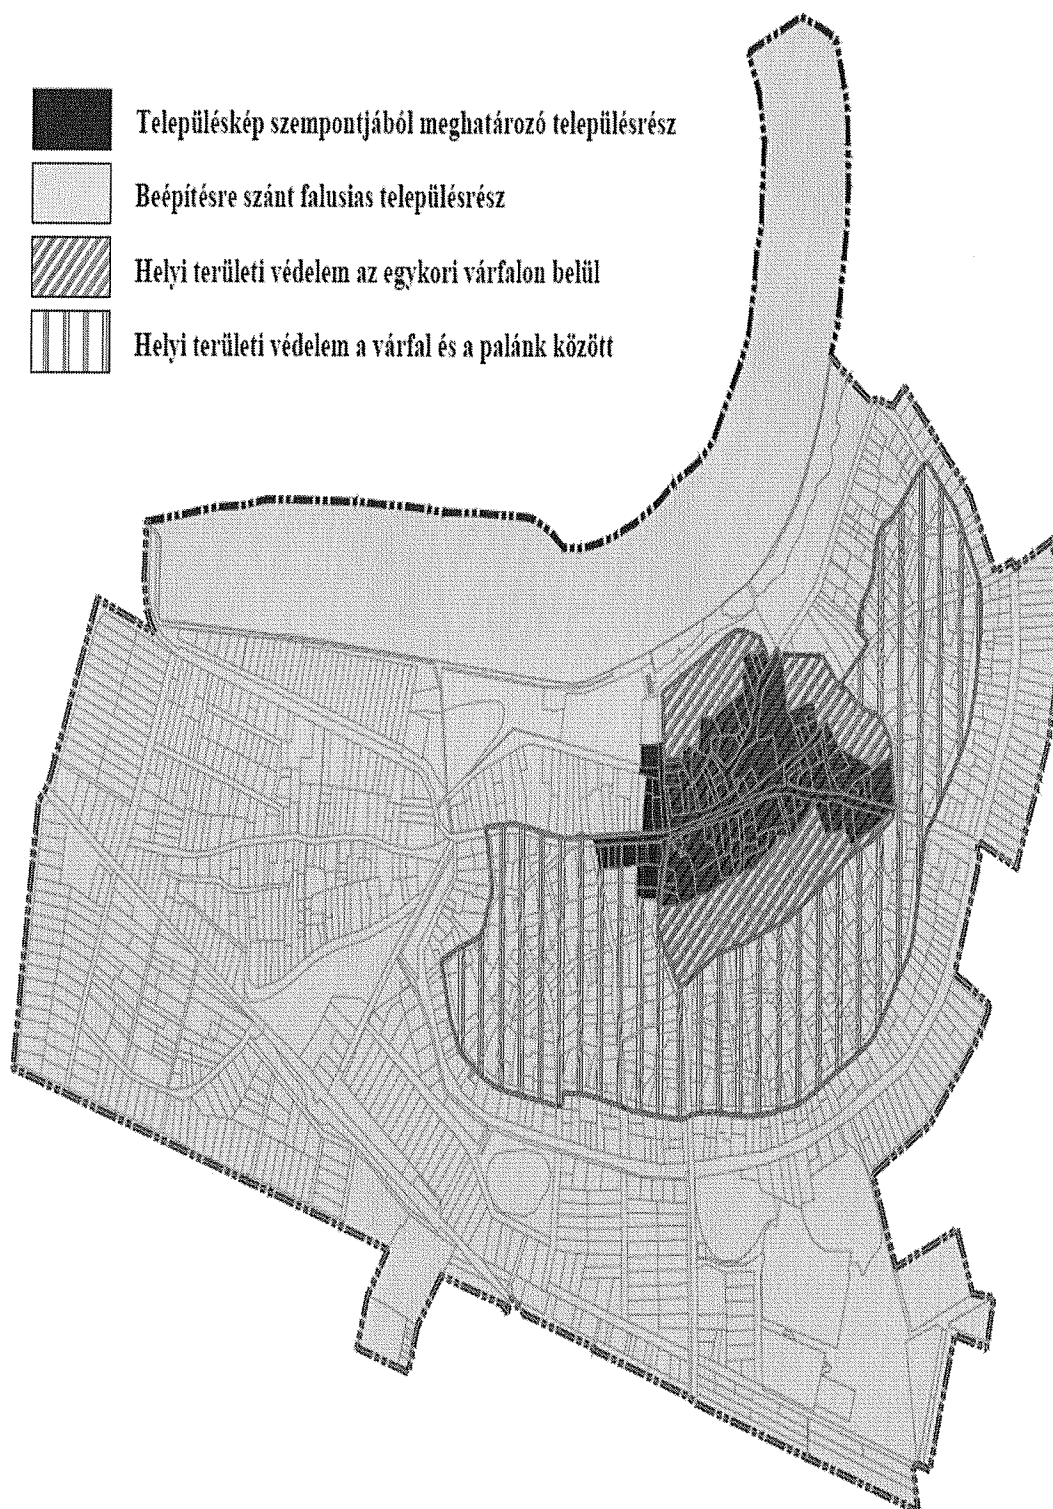 Településkép szempontjából meghatározó településrész
Beépítésre szánt falusias településrész
Helyi területi védelem az egykori várfalon belül
Helyi területi védelem a várfal és a palánk között